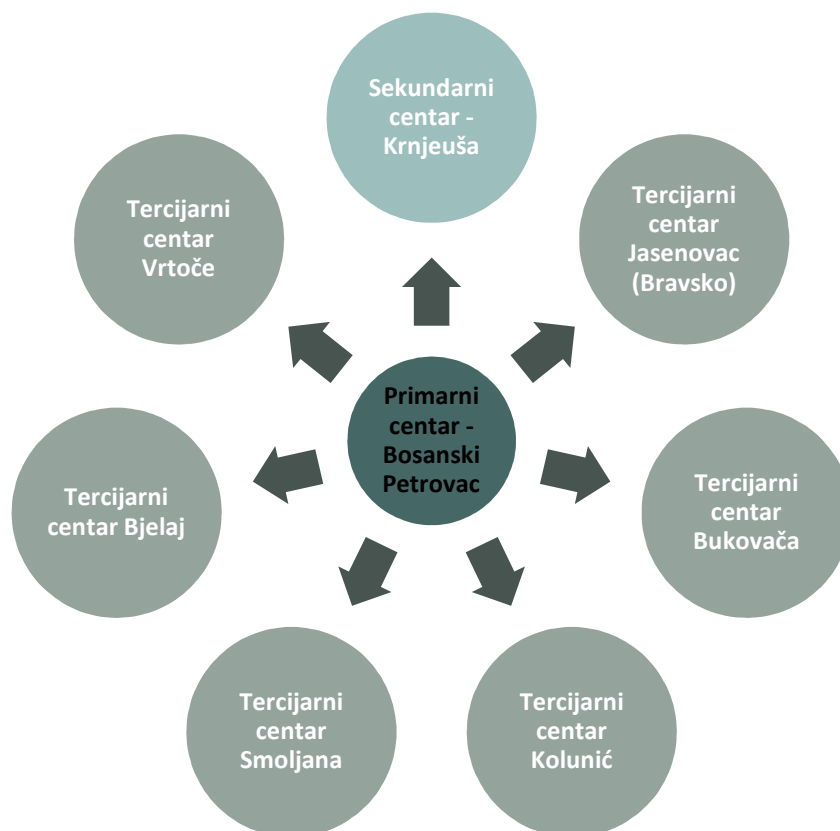 Sekundarni
centar -
Krnjeuša
Tercijarni
centar
Jasenovac
(Bravsko)
Tercijarni
centar
Bukovača
Tercijarni
centar
Kolunić
Tercijarni
centar
Smoljana
Tercijarni
centar Bjelaj
Tercijarni
centar
Vrtoče
Primarni
centar -
Bosanski
Petrovac